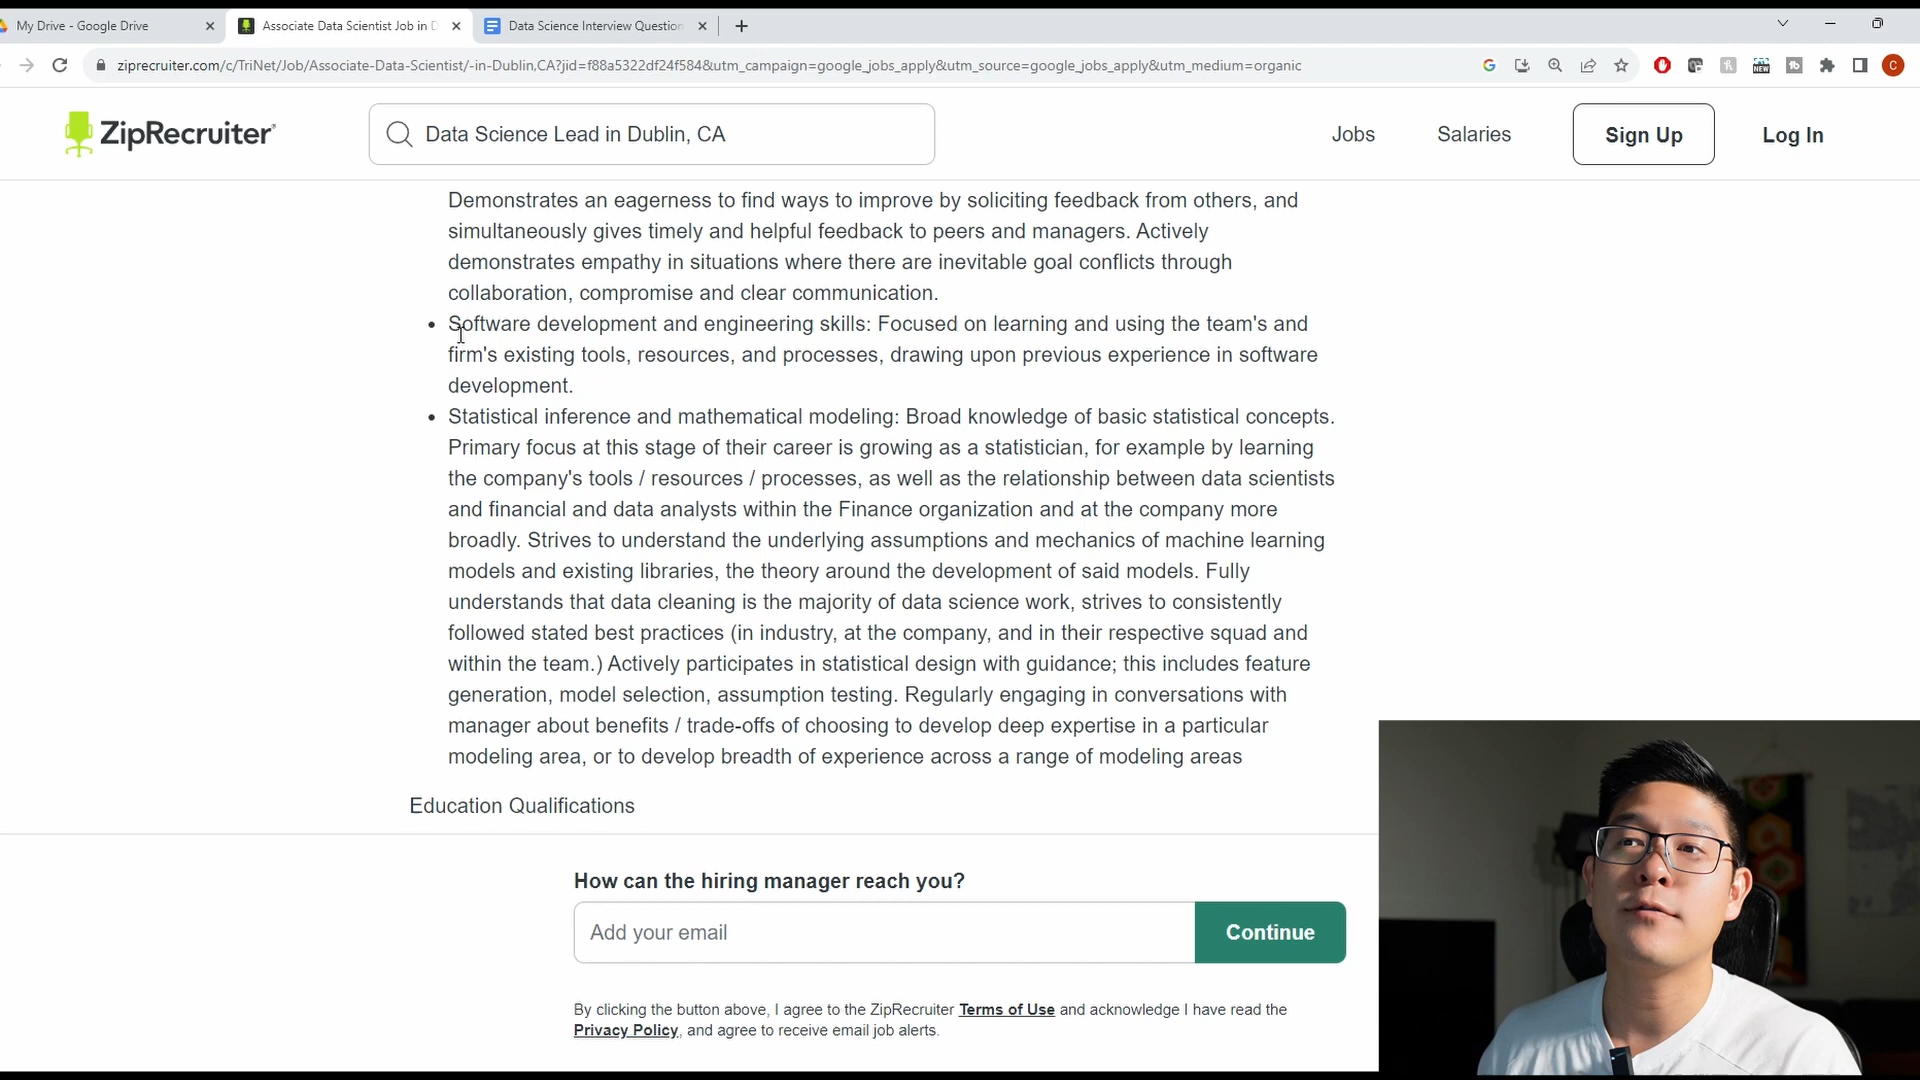 My Drive - Google Drive
Associate Data Scientist Job in D
Data Science Interview Question
ziprecruiter.com/c/TriNet/Job/Associate-Data-Scientist/-in-Dublin,CA?jid=f88a5322df24f584&utm_campaign=google_jobs_apply&utm_source=google_jobs_apply&utm_medium=organic
G
NEW
C
ZipRecruiter
Data Science Lead in Dublin, CA
Jobs
Salaries
Sign Up
Log In
Demonstrates an eagerness to find ways to improve by soliciting feedback from others, and
simultaneously gives timely and helpful feedback to peers and managers. Actively
demonstrates empathy in situations where there are inevitable goal conflicts through
collaboration, compromise and clear communication.
• Software development and engineering skills: Focused on learning and using the team's and
firm's existing tools, resources, and processes, drawing upon previous experience in software
development.
• Statistical inference and mathematical modeling: Broad knowledge of basic statistical concepts.
Primary focus at this stage of their career is growing as a statistician, for example by learning
the company's tools / resources / processes, as well as the relationship between data scientists
and financial and data analysts within the Finance organization and at the company more
broadly. Strives to understand the underlying assumptions and mechanics of machine learning
models and existing libraries, the theory around the development of said models. Fully
understands that data cleaning is the majority of data science work, strives to consistently
followed stated best practices (in industry, at the company, and in their respective squad and
within the team.) Actively participates in statistical design with guidance; this includes feature
generation, model selection, assumption testing. Regularly engaging in conversations with
manager about benefits / trade-offs of choosing to develop deep expertise in a particular
modeling area, or to develop breadth of experience across a range of modeling areas
Education Qualifications
How can the hiring manager reach you?
Add your email
Continue
By clicking the button above, I agree to the ZipRecruiter Terms of Use and acknowledge I have read the
Privacy Policy, and agree to receive email job alerts.